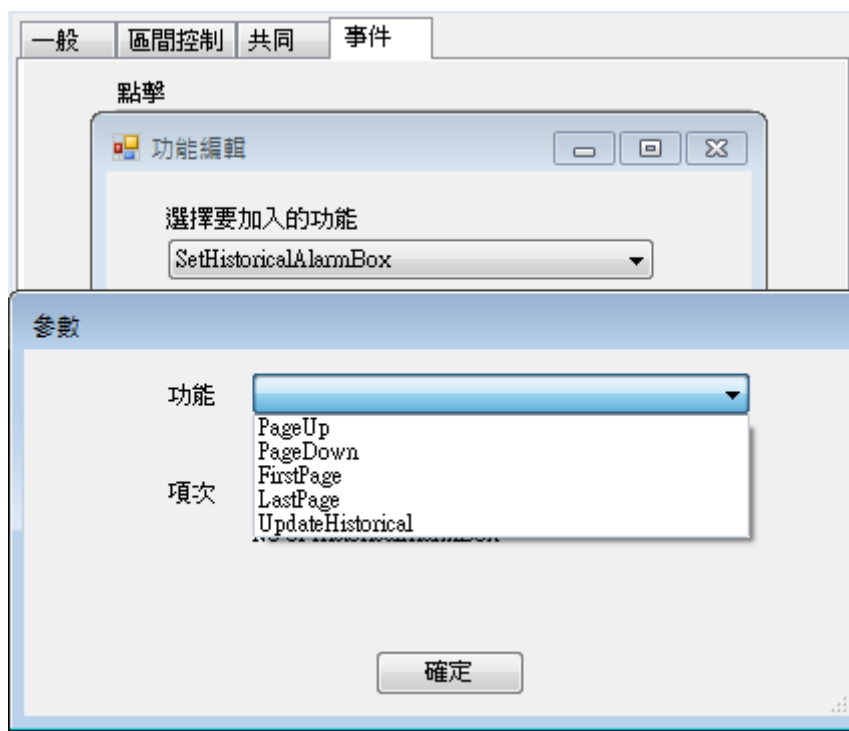 一般 區間控制 共同 事件
點擊
功能編輯
選擇要加入的功能
SetHistoricalAlarmBox
參數
功能
PageUp
PageDown
FirstPage
項次
LastPage
UpdateHistorical
確定